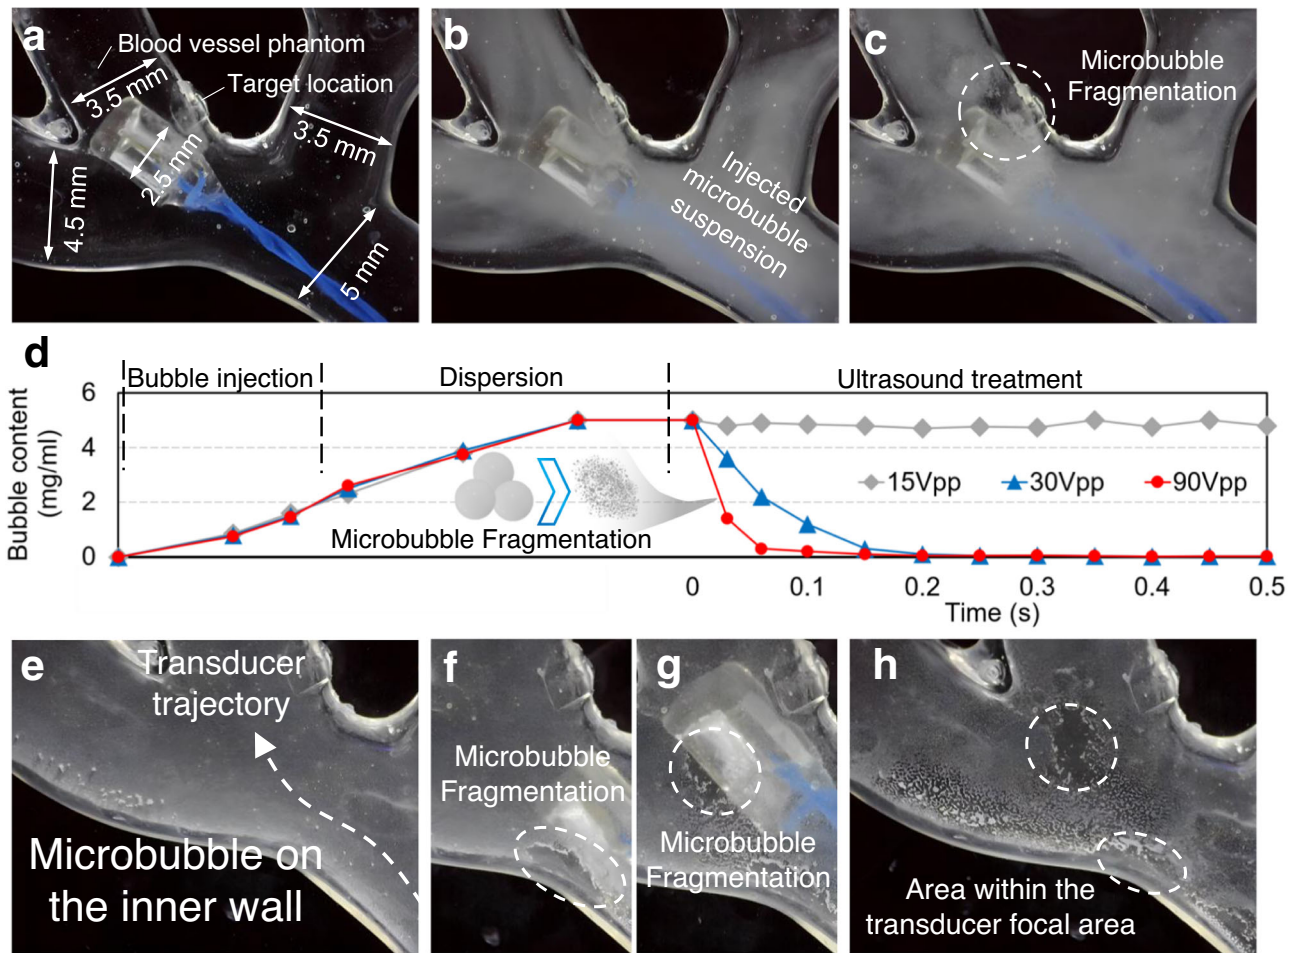 a
Blood vessel phantom
3.5 mm
Target location
3.5 mm
2.5 mm
4.5 mm
5 mm
b
Injected
microbubble
suspension
c
Microbubble
Fragmentation
d
Bubble injection
Dispersion
Ultrasound treatment
Bubble content
(mg/ml)
6
4
2
0
15Vpp
30Vpp
90Vpp
Microbubble Fragmentation
0
0.1
0.2
0.3
0.4
0.5
Time (s)
e
Transducer
trajectory
Microbubble on
the inner wall
f
Microbubble
Fragmentation
g
Microbubble
Fragmentation
h
Area within the
transducer focal area